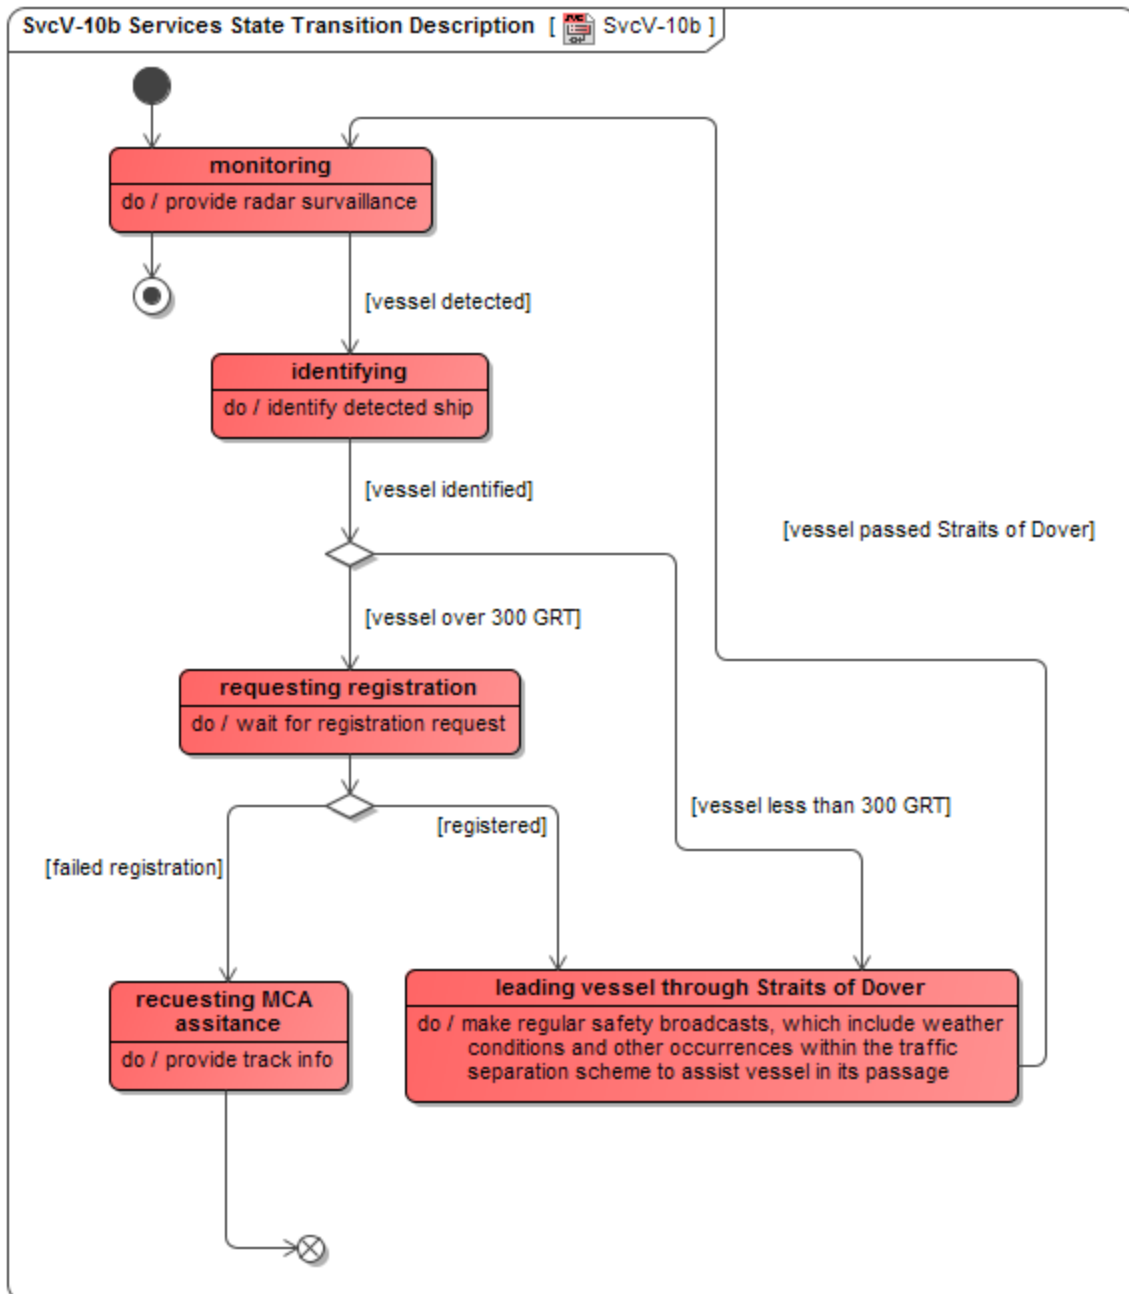 SvcV-10b Services State Transition Description [ SvcV-10b ]
monitoring
do / provide radar survaillance
[vessel detected]
identifying
do / identify detected ship
[vessel identified]
[vessel passed Straits of Dover]
[vessel over 300 GRT]
requesting registration
do / wait for registration request
[vessel less than 300 GRT]
[registered]
[failed registration]
recuesting MCA
assitance
do / provide track info
leading vessel through Straits of Dover
do / make regular safety broadcasts, which include weather
conditions and other occurrences within the traffic
separation scheme to assist vessel in its passage